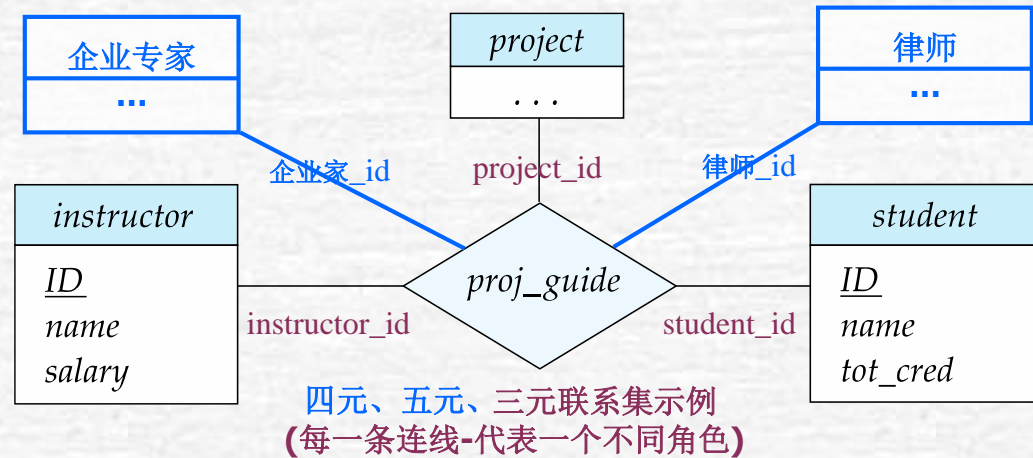 企业专家
...
project
. . .
律师
...
企业家_id
project_id
律师_id
instructor
ID
name
salary
instructor_id
proj_guide
student_id
student
ID
name
tot_cred
四元、五元、三元联系集示例
(每一条连线-代表一个不同角色)